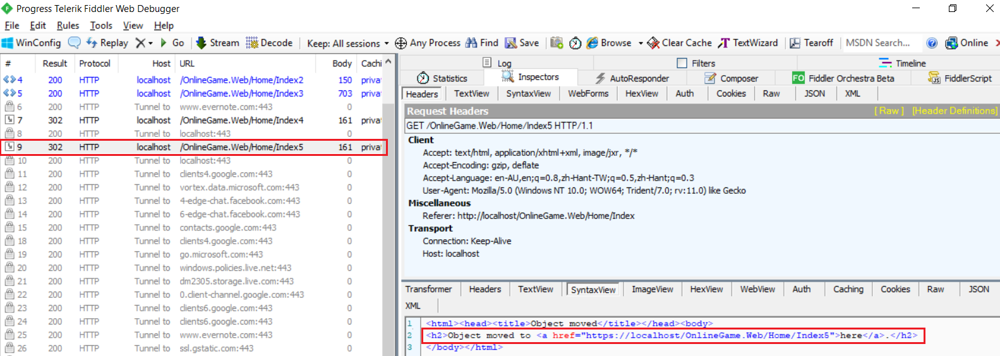 Progress Telerik Fiddler Web Debugger
File Edit Rules Tools View Help
WinConfig Replay Go Stream Decode Keep: All sessions Any Process Find Save Browse Clear Cache TextWizard Tearoff MSDN Search... Online
# Result Protocol Host URL Body Cachi
4 200 HTTP localhost /OnlineGame.Web/Home/Index2 150 privat
5 200 HTTP localhost /OnlineGame.Web/Home/Index3 703 privat
6 200 HTTP Tunnel to www.evernote.com:443 0
7 302 HTTP localhost /OnlineGame.Web/Home/Index4 161 privat
8 200 HTTP Tunnel to localhost:443 0
9 302 HTTP localhost /OnlineGame.Web/Home/Index5 161 privat
10 200 HTTP Tunnel to localhost:443 0
11 200 HTTP Tunnel to clients4.google.com:443 0
12 200 HTTP Tunnel to vortex.data.microsoft.com:443 0
13 200 HTTP Tunnel to 4-edge-chat.facebook.com:443 0
14 200 HTTP Tunnel to 6-edge-chat.facebook.com:443 0
15 200 HTTP Tunnel to contacts.google.com:443 0
18 200 HTTP Tunnel to clients4.google.com:443 0
19 200 HTTP Tunnel to go.microsoft.com:443 0
20 200 HTTP Tunnel to windows.policies.live.net:443 0
21 200 HTTP Tunnel to dm2305.storage.live.com:443 0
22 200 HTTP Tunnel to 0.client-channel.google.com:443 0
23 200 HTTP Tunnel to clients6.google.com:443 0
24 200 HTTP Tunnel to clients6.google.com:443 0
25 200 HTTP Tunnel to www.evernote.com:443 0
26 200 HTTP Tunnel to ssl.gstatic.com:443 0
Log Filters Timeline
Statistics Inspectors AutoResponder Composer FO Fiddler Orchestra Beta JS FiddlerScript
Headers TextView SyntaxView WebForms HexView Auth Cookies Raw JSON XML
Request Headers [ Raw ] [Header Definitions]
GET /OnlineGame.Web/Home/Index5 HTTP/1.1
Client
Accept: text/html, application/xhtml+xml, image/jxr, */*
Accept-Encoding: gzip, deflate
Accept-Language: en-AU,en;q=0.8,zh-Hant-TW;q=0.5,zh-Hant;q=0.3
User-Agent: Mozilla/5.0 (Windows NT 10.0; WOW64; Trident/7.0; rv:11.0) like Gecko
Miscellaneous
Referer: http://localhost/OnlineGame.Web/Home/Index
Transport
Connection: Keep-Alive
Host: localhost
Transformer Headers TextView SyntaxView ImageView HexView WebView Auth Caching Cookies Raw JSON
XML
1 <html><head><title>Object moved</title></head><body>
2 <h2>Object moved to <a href="https://localhost/OnlineGame.Web/Home/Index5">here</a>.</h2>
3 </body></html>